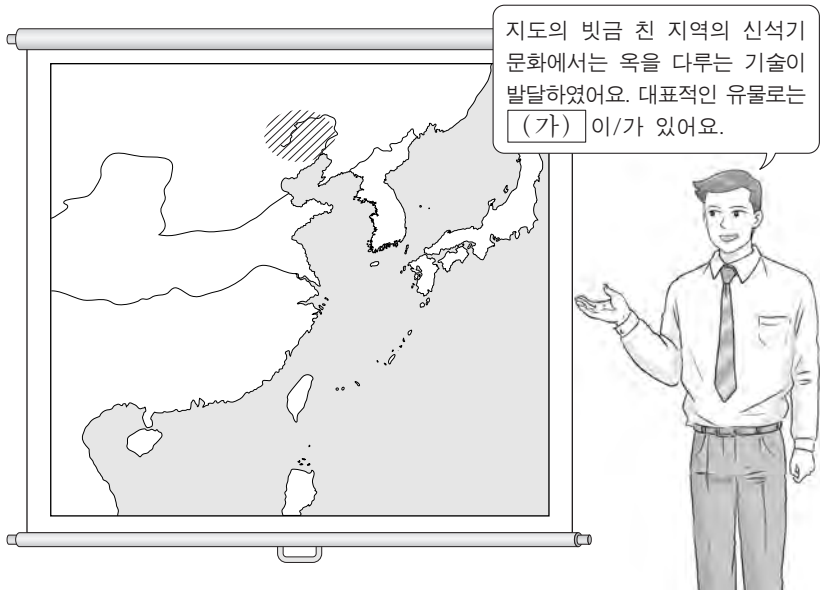 지도의 빗금 친 지역의 신석기
문화에서는 옥을 다루는 기술이
발달하였어요. 대표적인 유물로는
(가) 이/가 있어요.